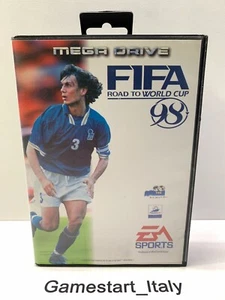 MEGA DRIVE
FIFA
ROAD TO WORLD CUP
98
3
EA
SPORTS
Gamestart_Italy